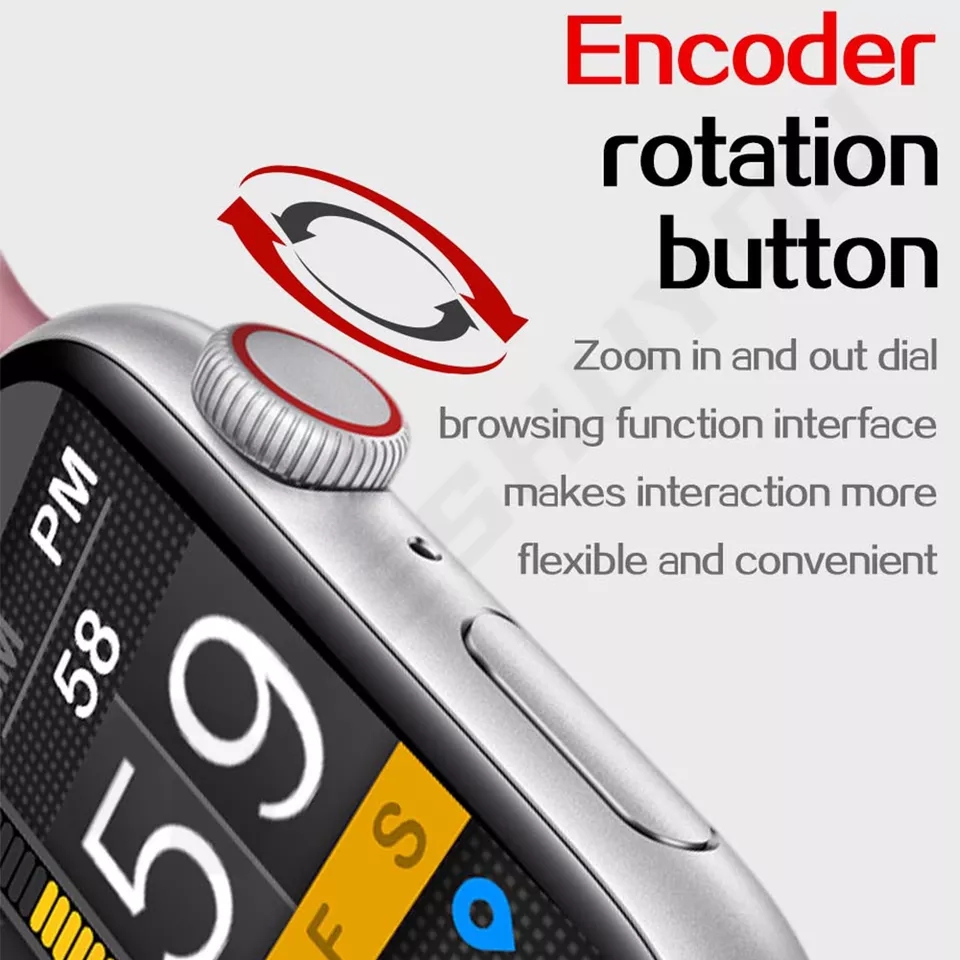 Encoder
rotation
button
Zoom in and out dial
browsing function interface
makes interaction more
flexible and convenient
PM
58
59
S
F